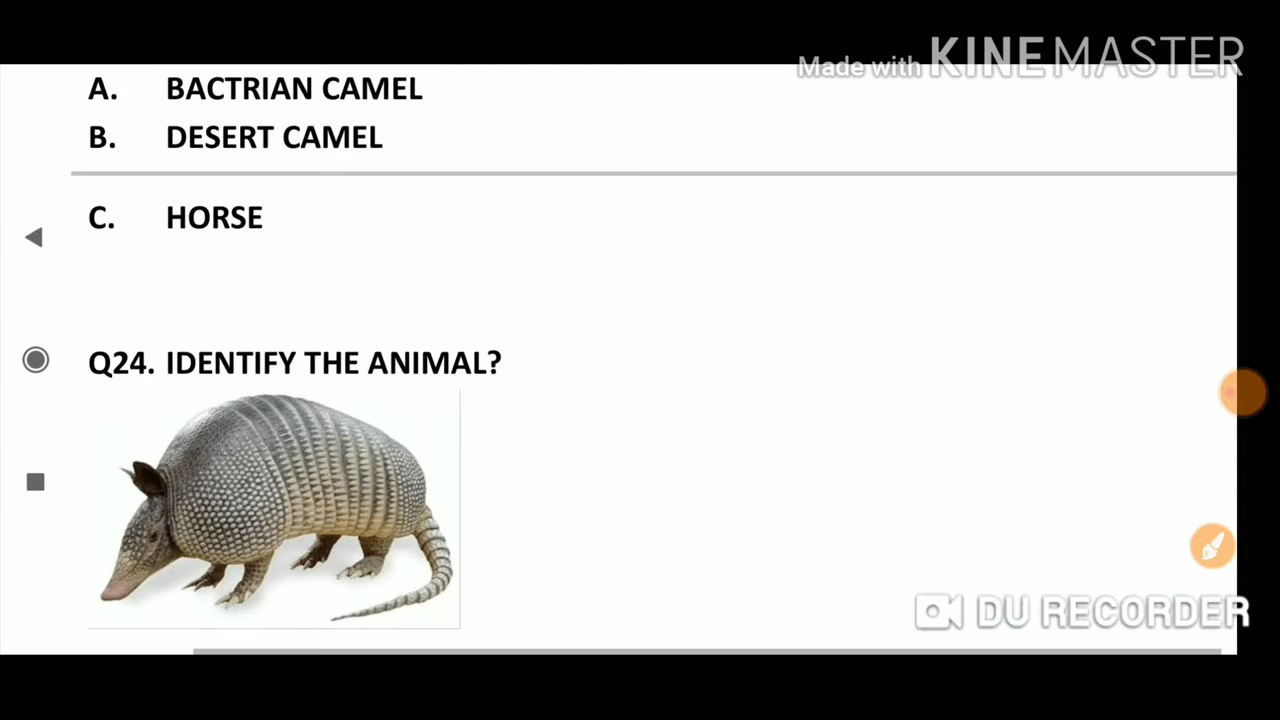 Made with KINEMASTER
A. BACTRIAN CAMEL
B. DESERT CAMEL
C. HORSE
Q24. IDENTIFY THE ANIMAL?
DU RECORDER